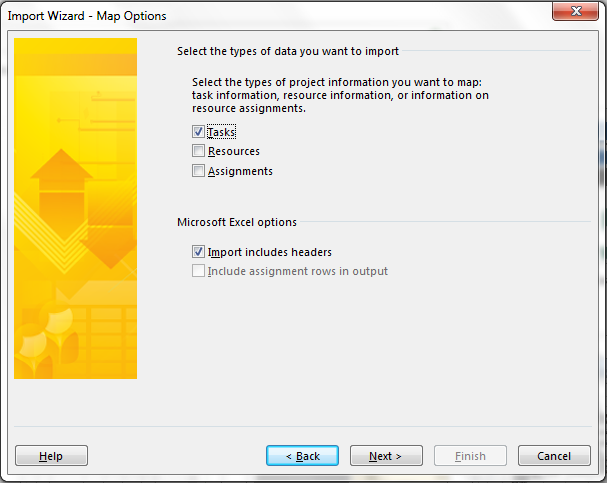 Import Wizard - Map Options
Select the types of data you want to import
Select the types of project information you want to map:
task information, resource information, or information on
resource assignments.
Tasks
Resources
Assignments
Microsoft Excel options
Import includes headers
Include assignment rows in output
Help
< Back
Next >
Finish
Cancel